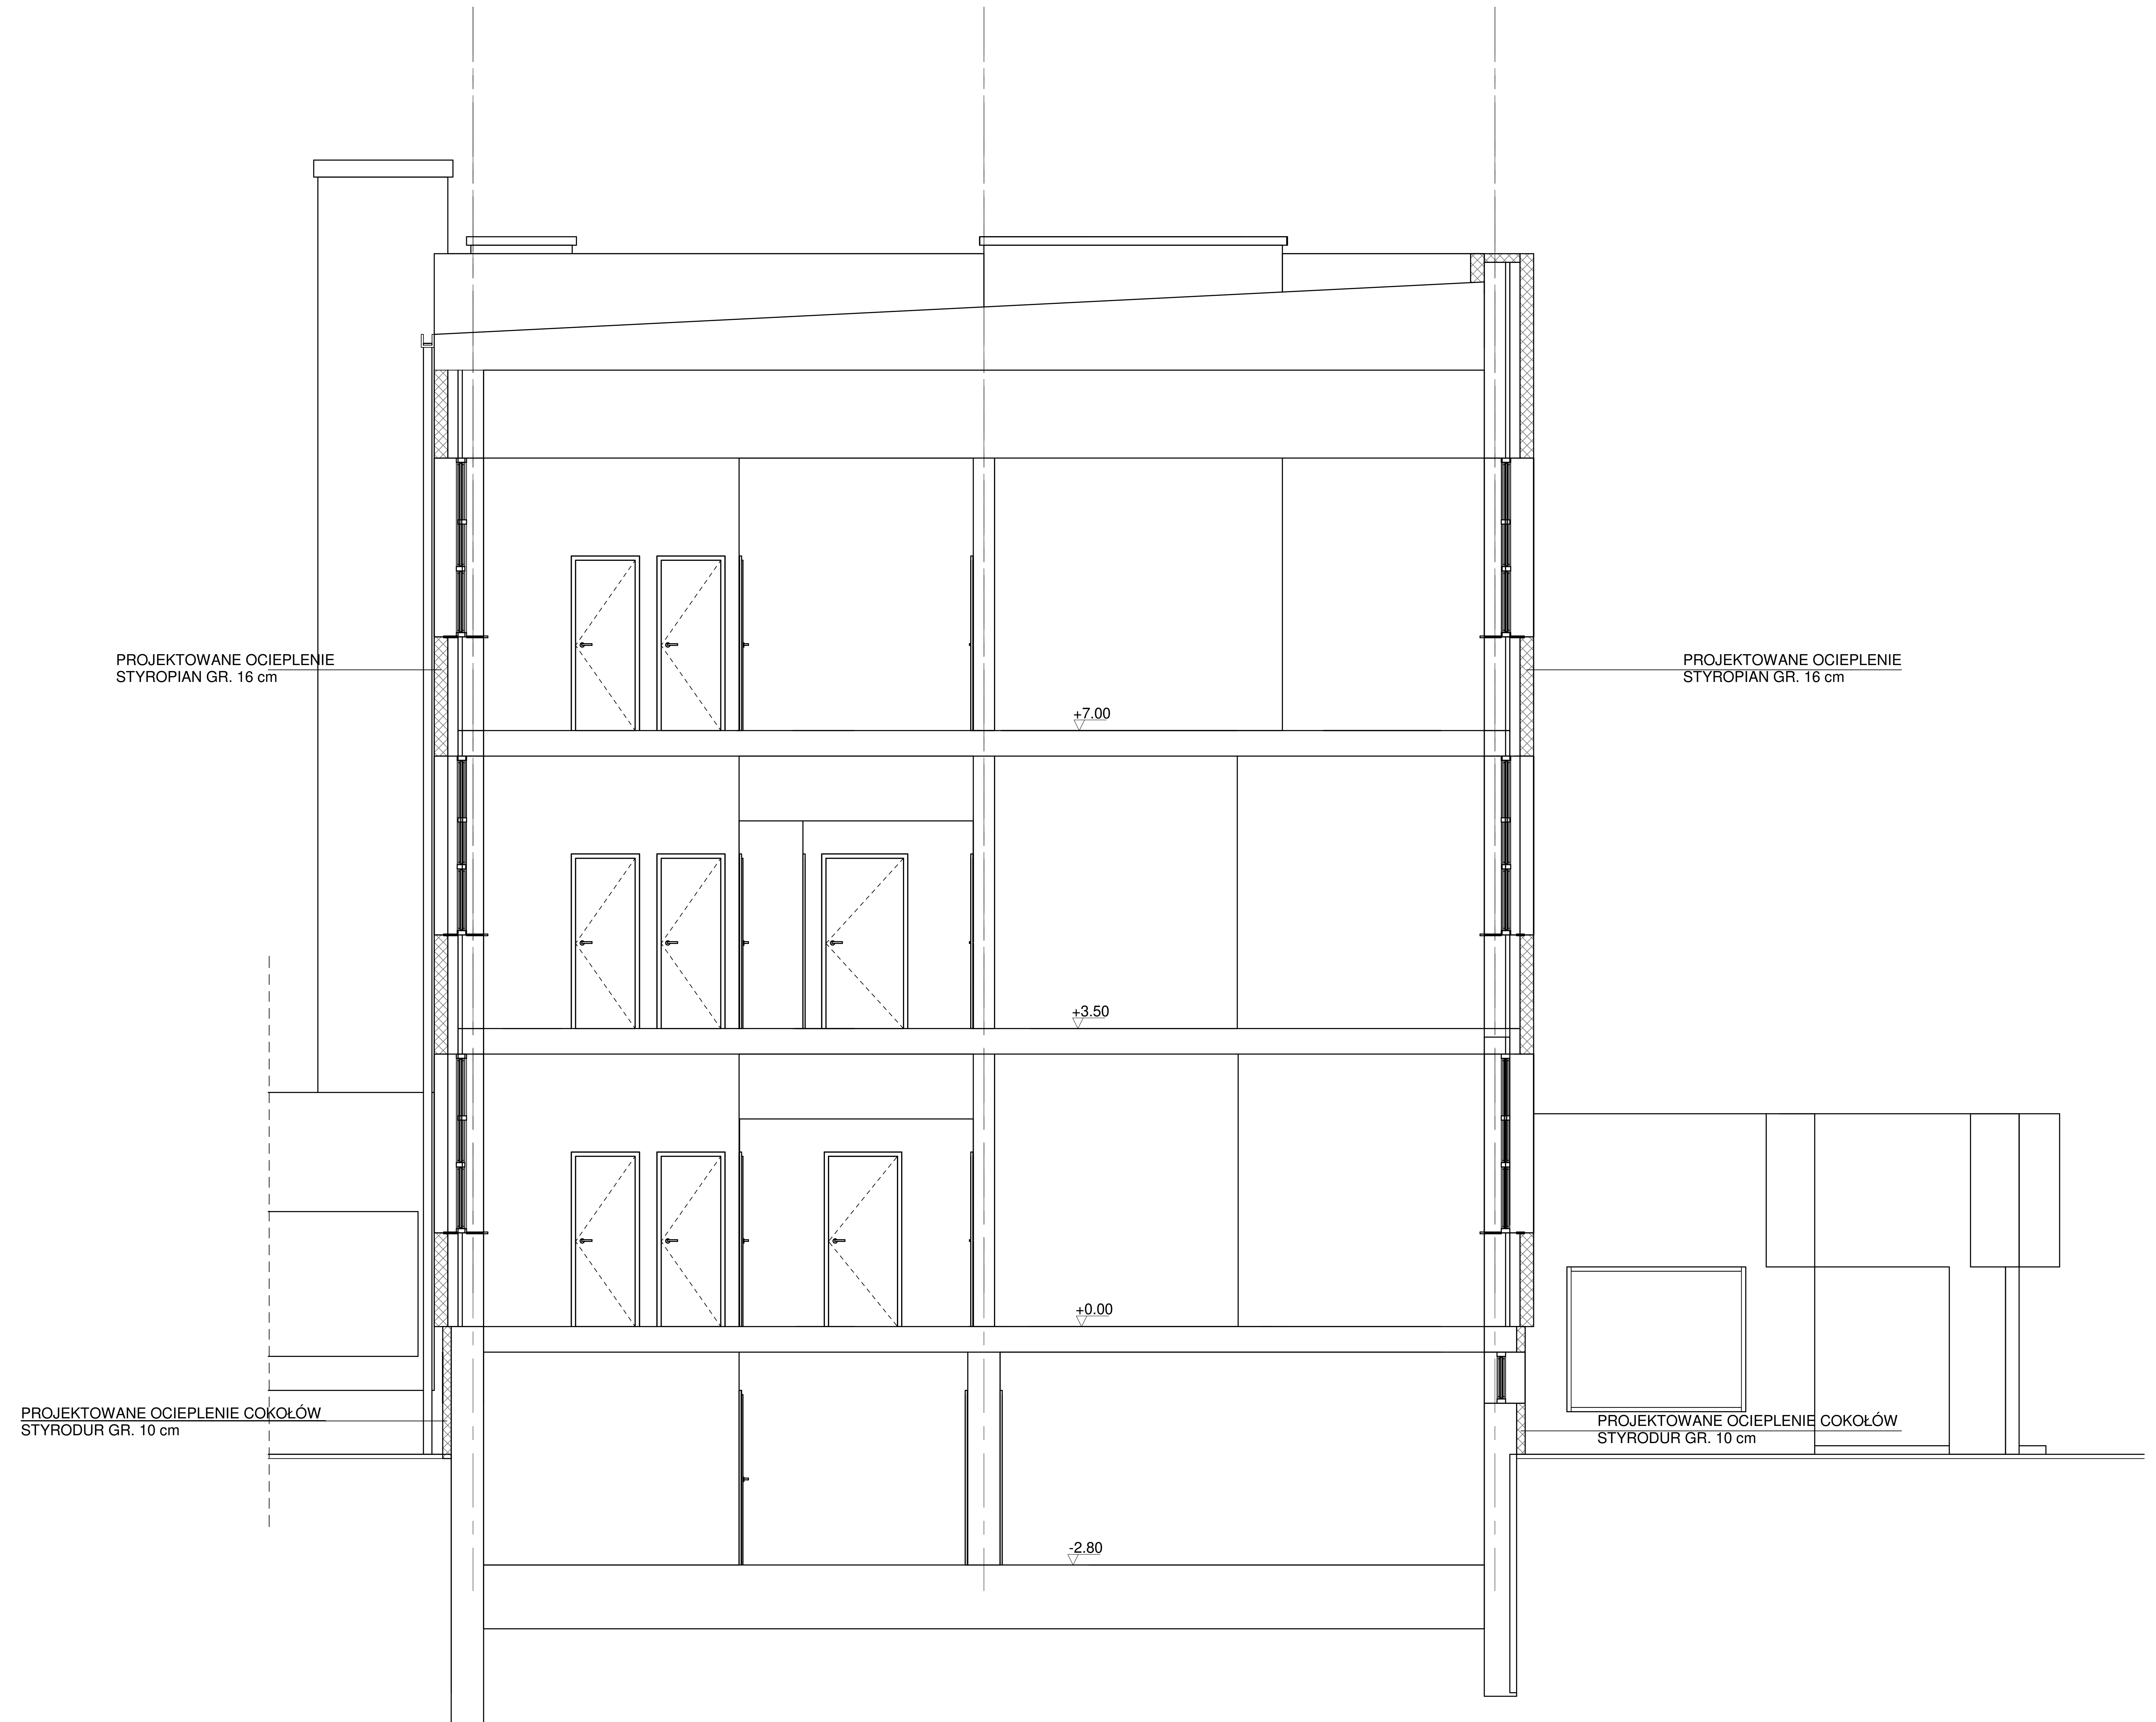 PROJEKTOWANE OCIEPLENIE
STYROPIAN GR. 16 cm
PROJEKTOWANE OCIEPLENIE
STYROPIAN GR. 16 cm
+7.00
+3.50
+0.00
PROJEKTOWANE OCIEPLENIE COKOŁÓW
STYRODUR GR. 10 cm
PROJEKTOWANE OCIEPLENIE COKOŁÓW
STYRODUR GR. 10 cm
-2.80